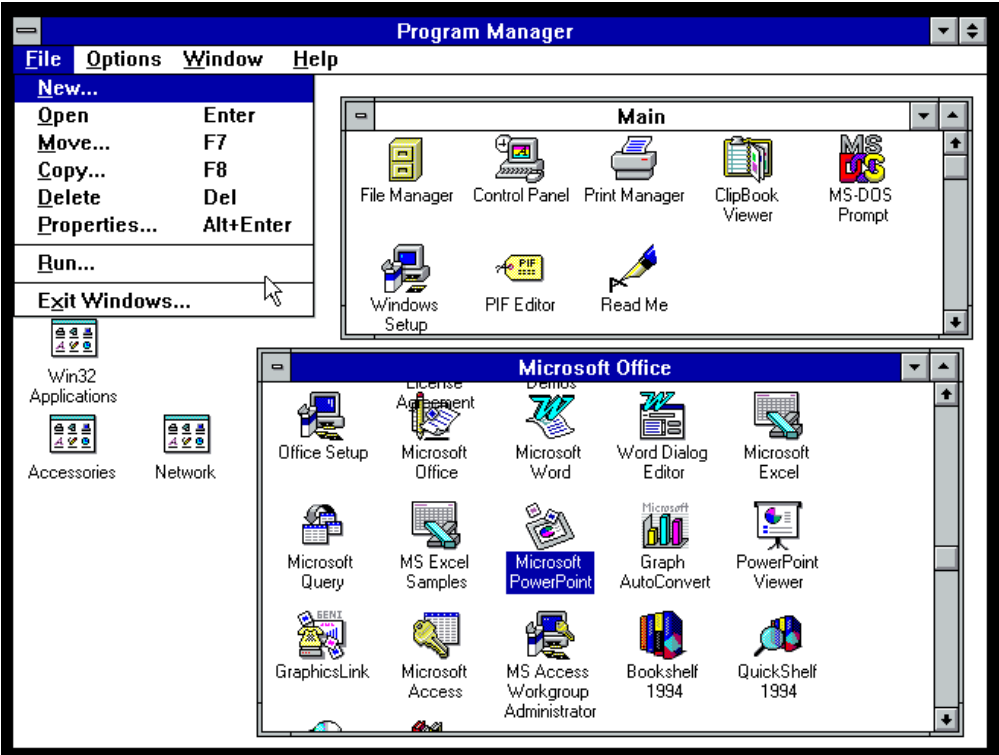 Program Manager
File Options Window Help
New...
Open Enter
Move... F7
Copy... F8
Delete Del
Properties... Alt+Enter
Run...
Exit Windows...
Main
File Manager Control Panel Print Manager ClipBook Viewer MS-DOS Prompt
MS
DOS
PIF
Windows Setup PIF Editor Read Me
Win32 Applications
Accessories Network
Microsoft Office
License Agreement Demos
Office Setup Microsoft Office Microsoft Word Word Dialog Editor Microsoft Excel
Microsoft
Microsoft Query MS Excel Samples Microsoft PowerPoint Graph AutoConvert PowerPoint Viewer
GENI
GraphicsLink Microsoft Access MS Access Workgroup Administrator Bookshelf 1994 QuickShelf 1994